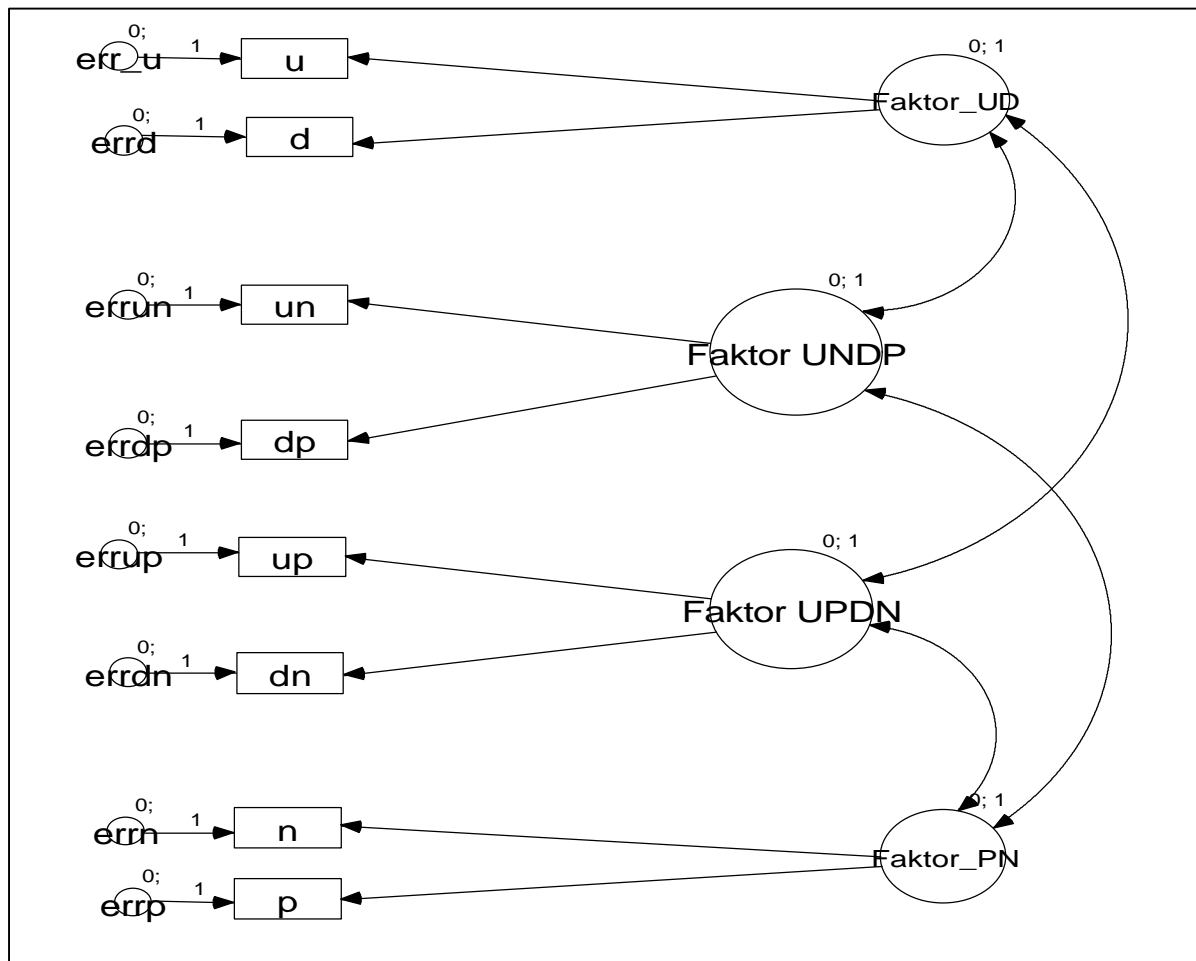 0;
err_u
1
u
0; 1
Faktor_UD
0;
errd
1
d
0;
errun
1
un
0; 1
Faktor UNDP
0;
errdp
1
dp
0;
errup
1
up
0; 1
Faktor UPDN
0;
errdn
1
dn
0;
errn
1
n
0; 1
Faktor_PN
0;
errp
1
p